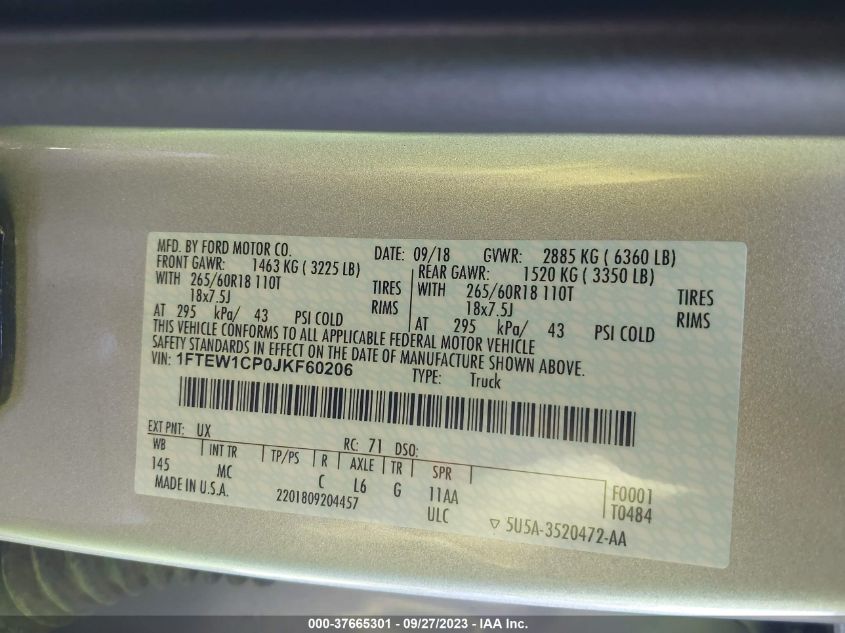 MFD. BY FORD MOTOR CO. DATE: 09/18 GVWR: 2885 KG ( 6360 LB)
FRONT GAWR: 1463 KG ( 3225 LB) REAR GAWR: 1520 KG ( 3350 LB)
WITH 265/60R18 110T TIRES WITH 265/60R18 110T TIRES
18x7.5J RIMS 18x7.5J RIMS
AT 295 kPa/ 43 PSI COLD AT 295 kPa/ 43 PSI COLD
THIS VEHICLE CONFORMS TO ALL APPLICABLE FEDERAL MOTOR VEHICLE
SAFETY STANDARDS IN EFFECT ON THE DATE OF MANUFACTURE SHOWN ABOVE.
VIN: 1FTEW1CP0JKF60206 TYPE: Truck
EXT PNT: UX RC: 71 DSO:
WB INT TR TP/PS R AXLE TR SPR
145 MC C L6 G 11AA F0001
MADE IN U.S.A. 2201809204457 ULC T0484
▽ 5U5A-3520472-AA
000-37665301 - 09/27/2023 - IAA Inc.